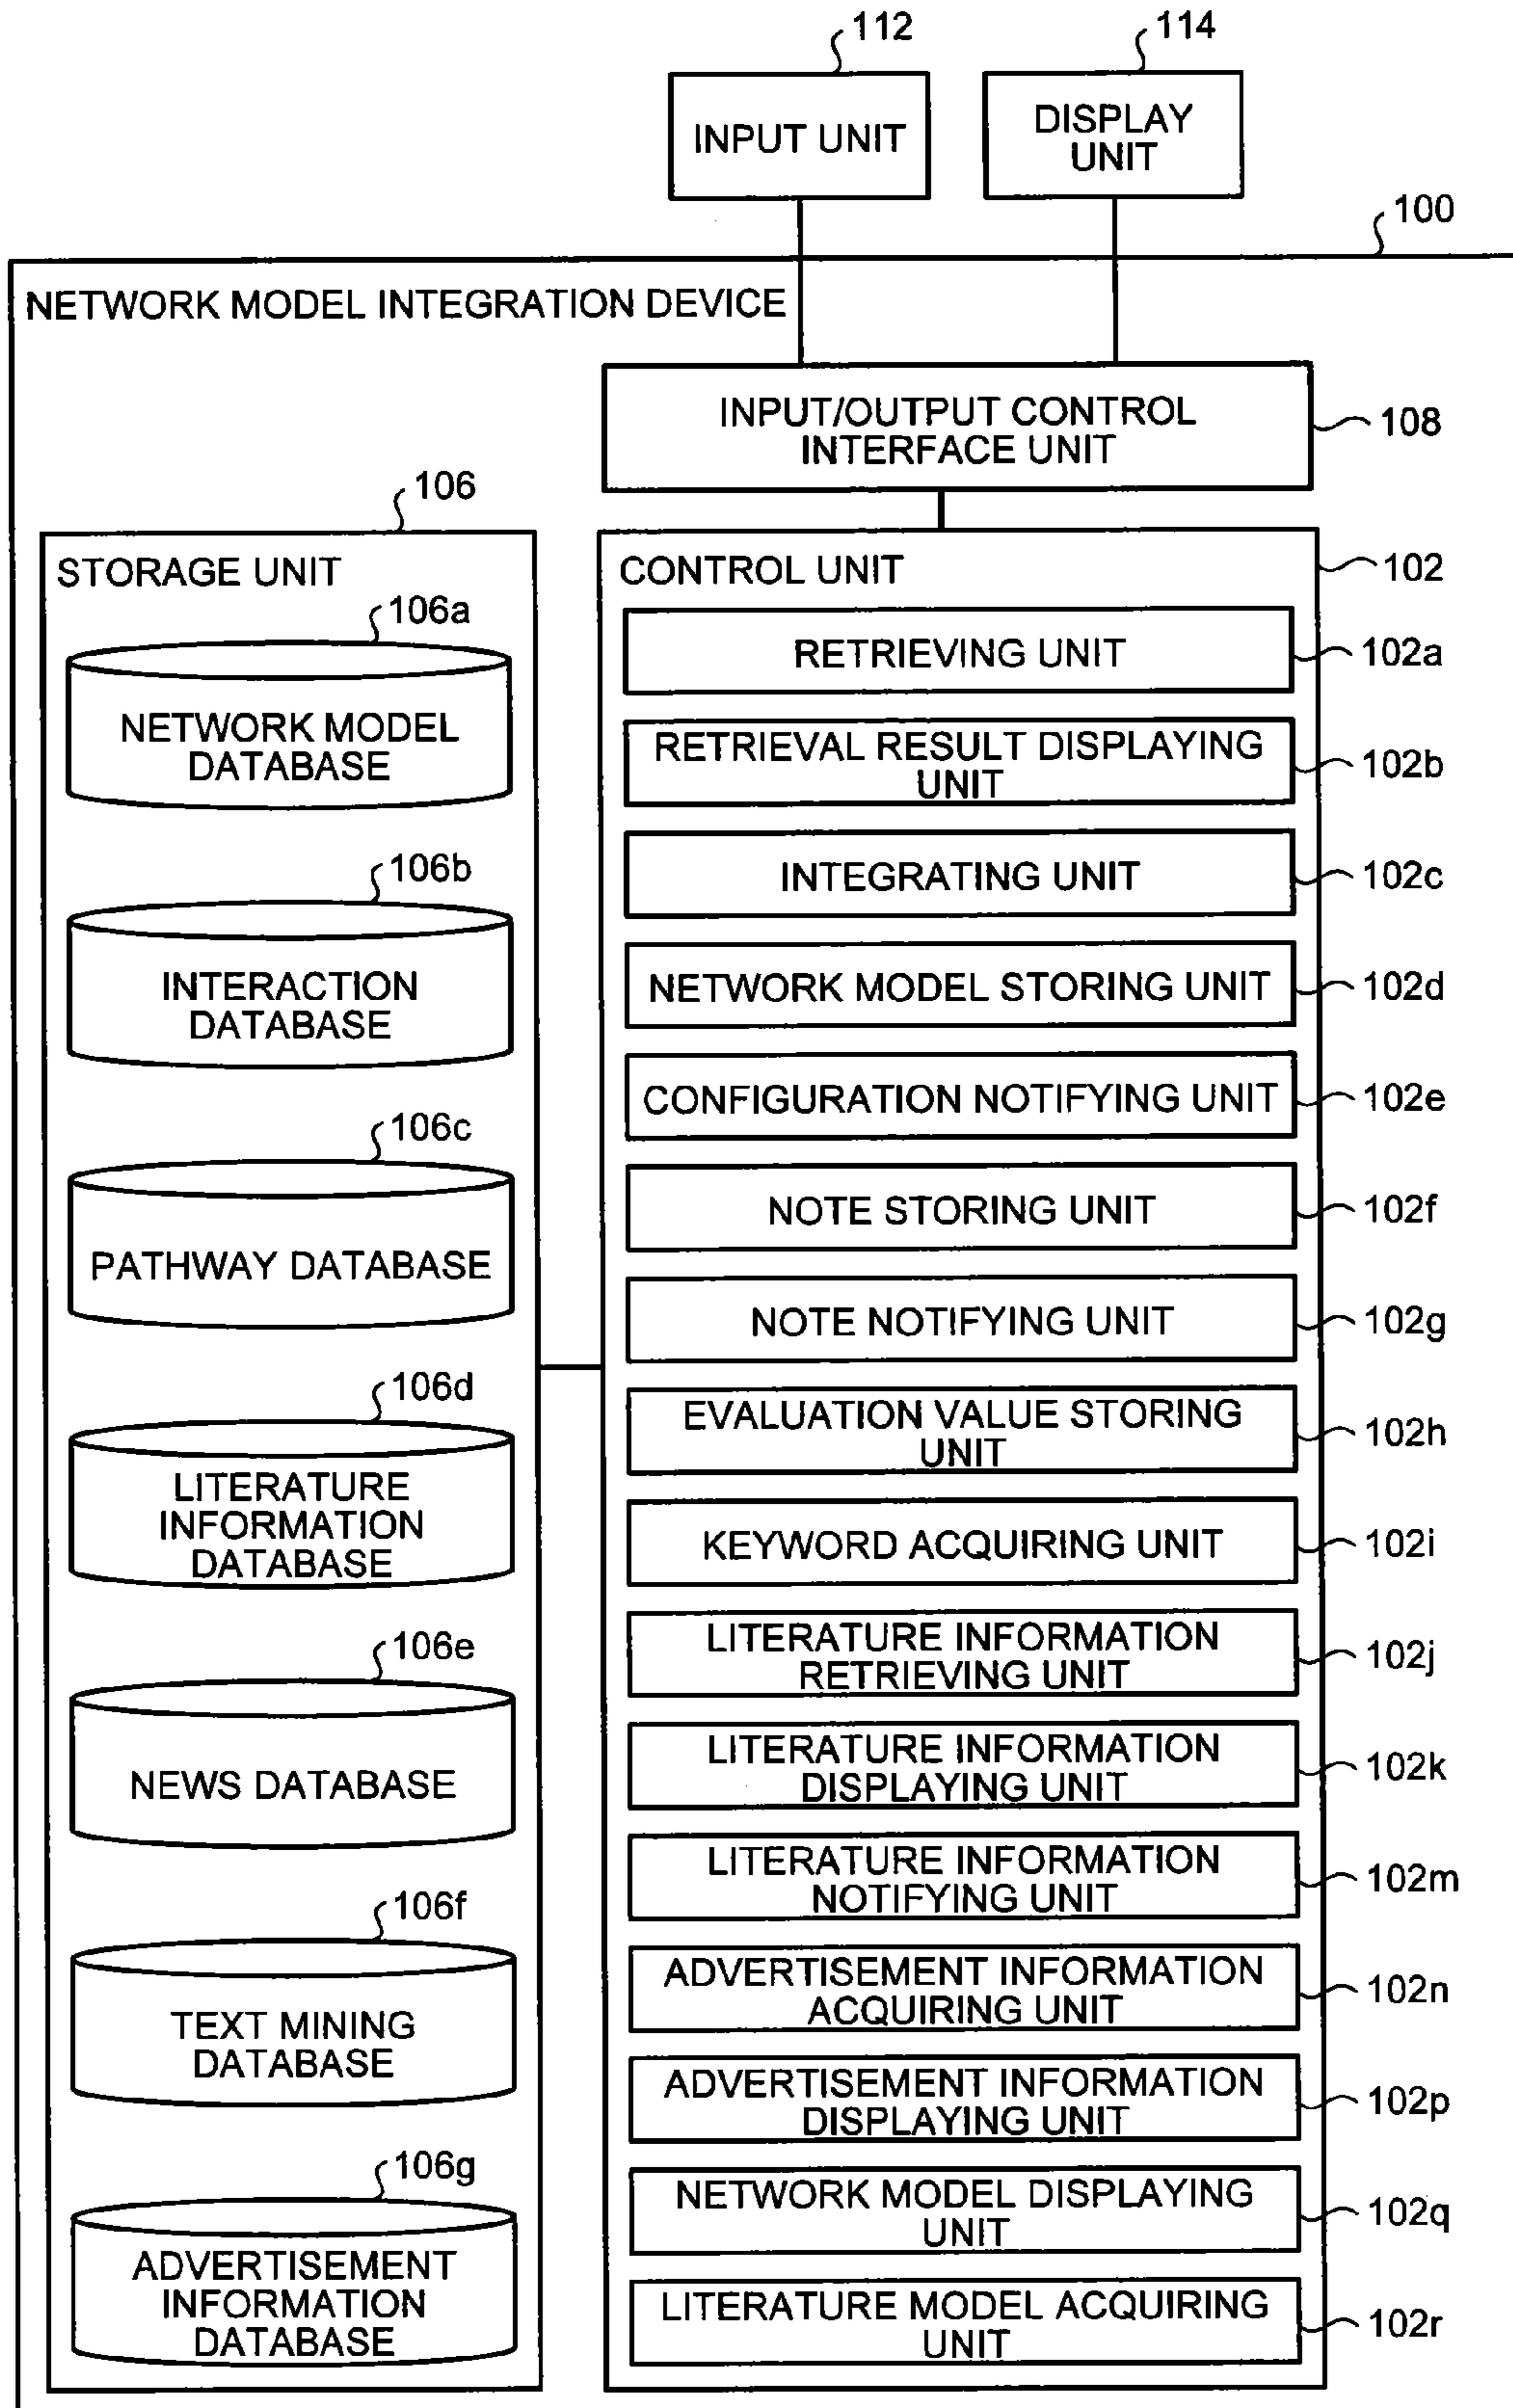 112
114
INPUT UNIT
DISPLAY
UNIT
100
NETWORK MODEL INTEGRATION DEVICE
INPUT/OUTPUT CONTROL
INTERFACE UNIT
108
106
STORAGE UNIT
106a
NETWORK MODEL
DATABASE
106b
INTERACTION
DATABASE
106c
PATHWAY DATABASE
106d
LITERATURE
INFORMATION
DATABASE
106e
NEWS DATABASE
106f
TEXT MINING
DATABASE
106g
ADVERTISEMENT
INFORMATION
DATABASE
CONTROL UNIT
102
RETRIEVING UNIT
102a
RETRIEVAL RESULT DISPLAYING
UNIT
102b
INTEGRATING UNIT
102c
NETWORK MODEL STORING UNIT
102d
CONFIGURATION NOTIFYING UNIT
102e
NOTE STORING UNIT
102f
NOTE NOTIFYING UNIT
102g
EVALUATION VALUE STORING
UNIT
102h
KEYWORD ACQUIRING UNIT
102i
LITERATURE INFORMATION
RETRIEVING UNIT
102j
LITERATURE INFORMATION
DISPLAYING UNIT
102k
LITERATURE INFORMATION
NOTIFYING UNIT
102m
ADVERTISEMENT INFORMATION
ACQUIRING UNIT
102n
ADVERTISEMENT INFORMATION
DISPLAYING UNIT
102p
NETWORK MODEL DISPLAYING
UNIT
102q
LITERATURE MODEL ACQUIRING
UNIT
102r